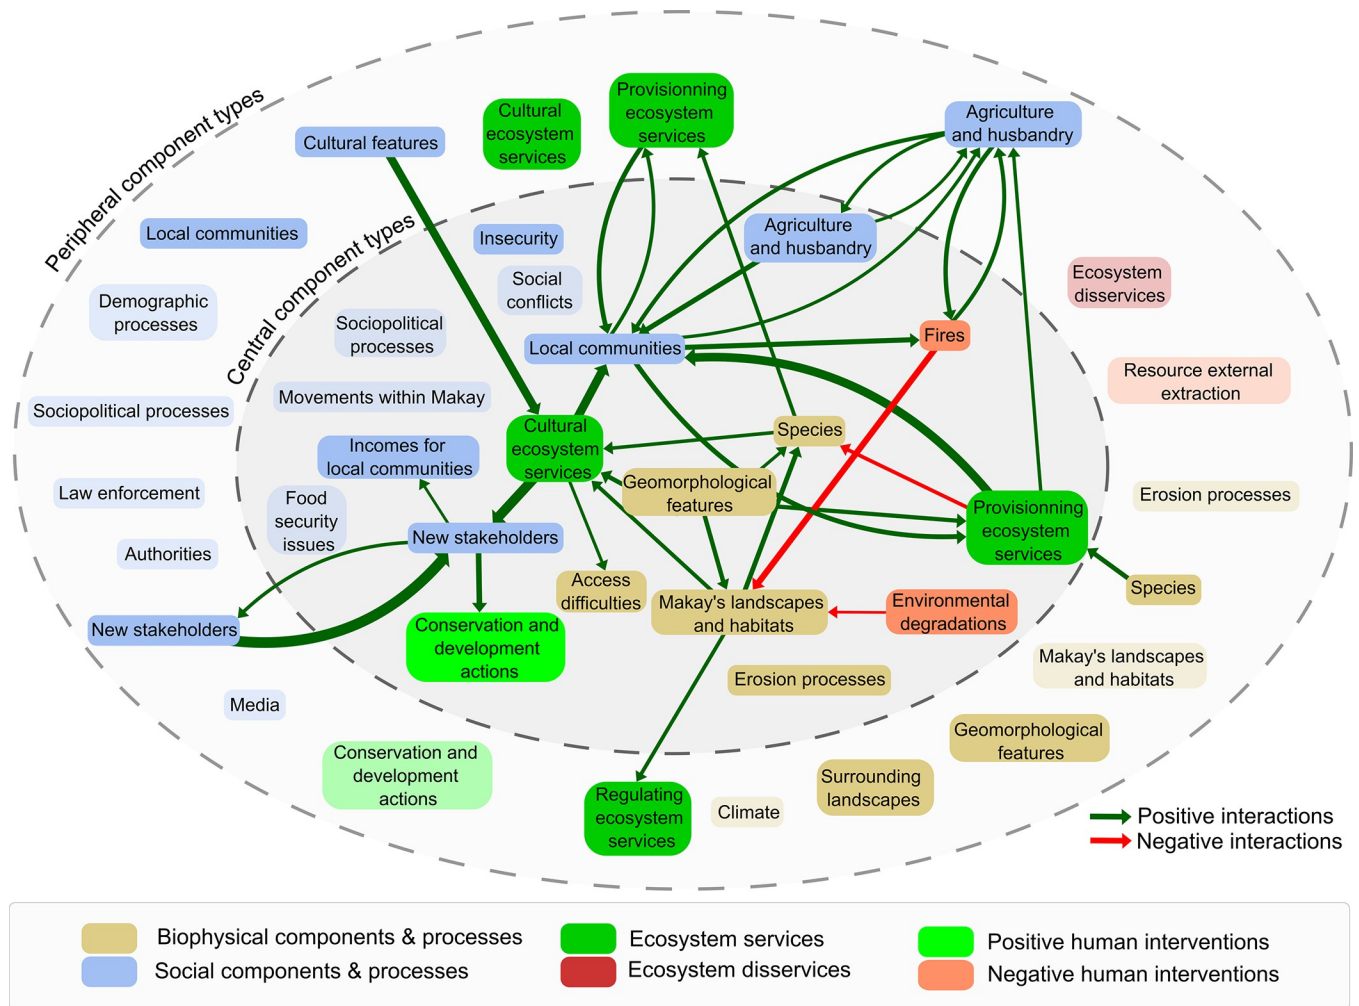 Peripheral component types
Central component types
Cultural features
Cultural
ecosystem
services
Provisionning
ecosystem
services
Agriculture
and husbandry
Local communities
Insecurity
Agriculture
and husbandry
Demographic
processes
Social
conflicts
Ecosystem
disservices
Sociopolitical
processes
Local communities
Fires
Sociopolitical processes
Movements within Makay
Resource external
extraction
Incomes for
local communities
Cultural
ecosystem
services
Species
Law enforcement
Food
security
issues
Geomorphological
features
Erosion processes
Authorities
New stakeholders
Provisionning
ecosystem
services
Access
difficulties
Species
New stakeholders
Conservation and
development
actions
Makay's landscapes
and habitats
Environmental
degradations
Makay's landscapes
and habitats
Erosion processes
Media
Geomorphological
features
Conservation and
development
actions
Regulating
ecosystem
services
Climate
Surrounding
landscapes
Positive interactions
Negative interactions
Biophysical components & processes
Social components & processes
Ecosystem services
Ecosystem disservices
Positive human interventions
Negative human interventions